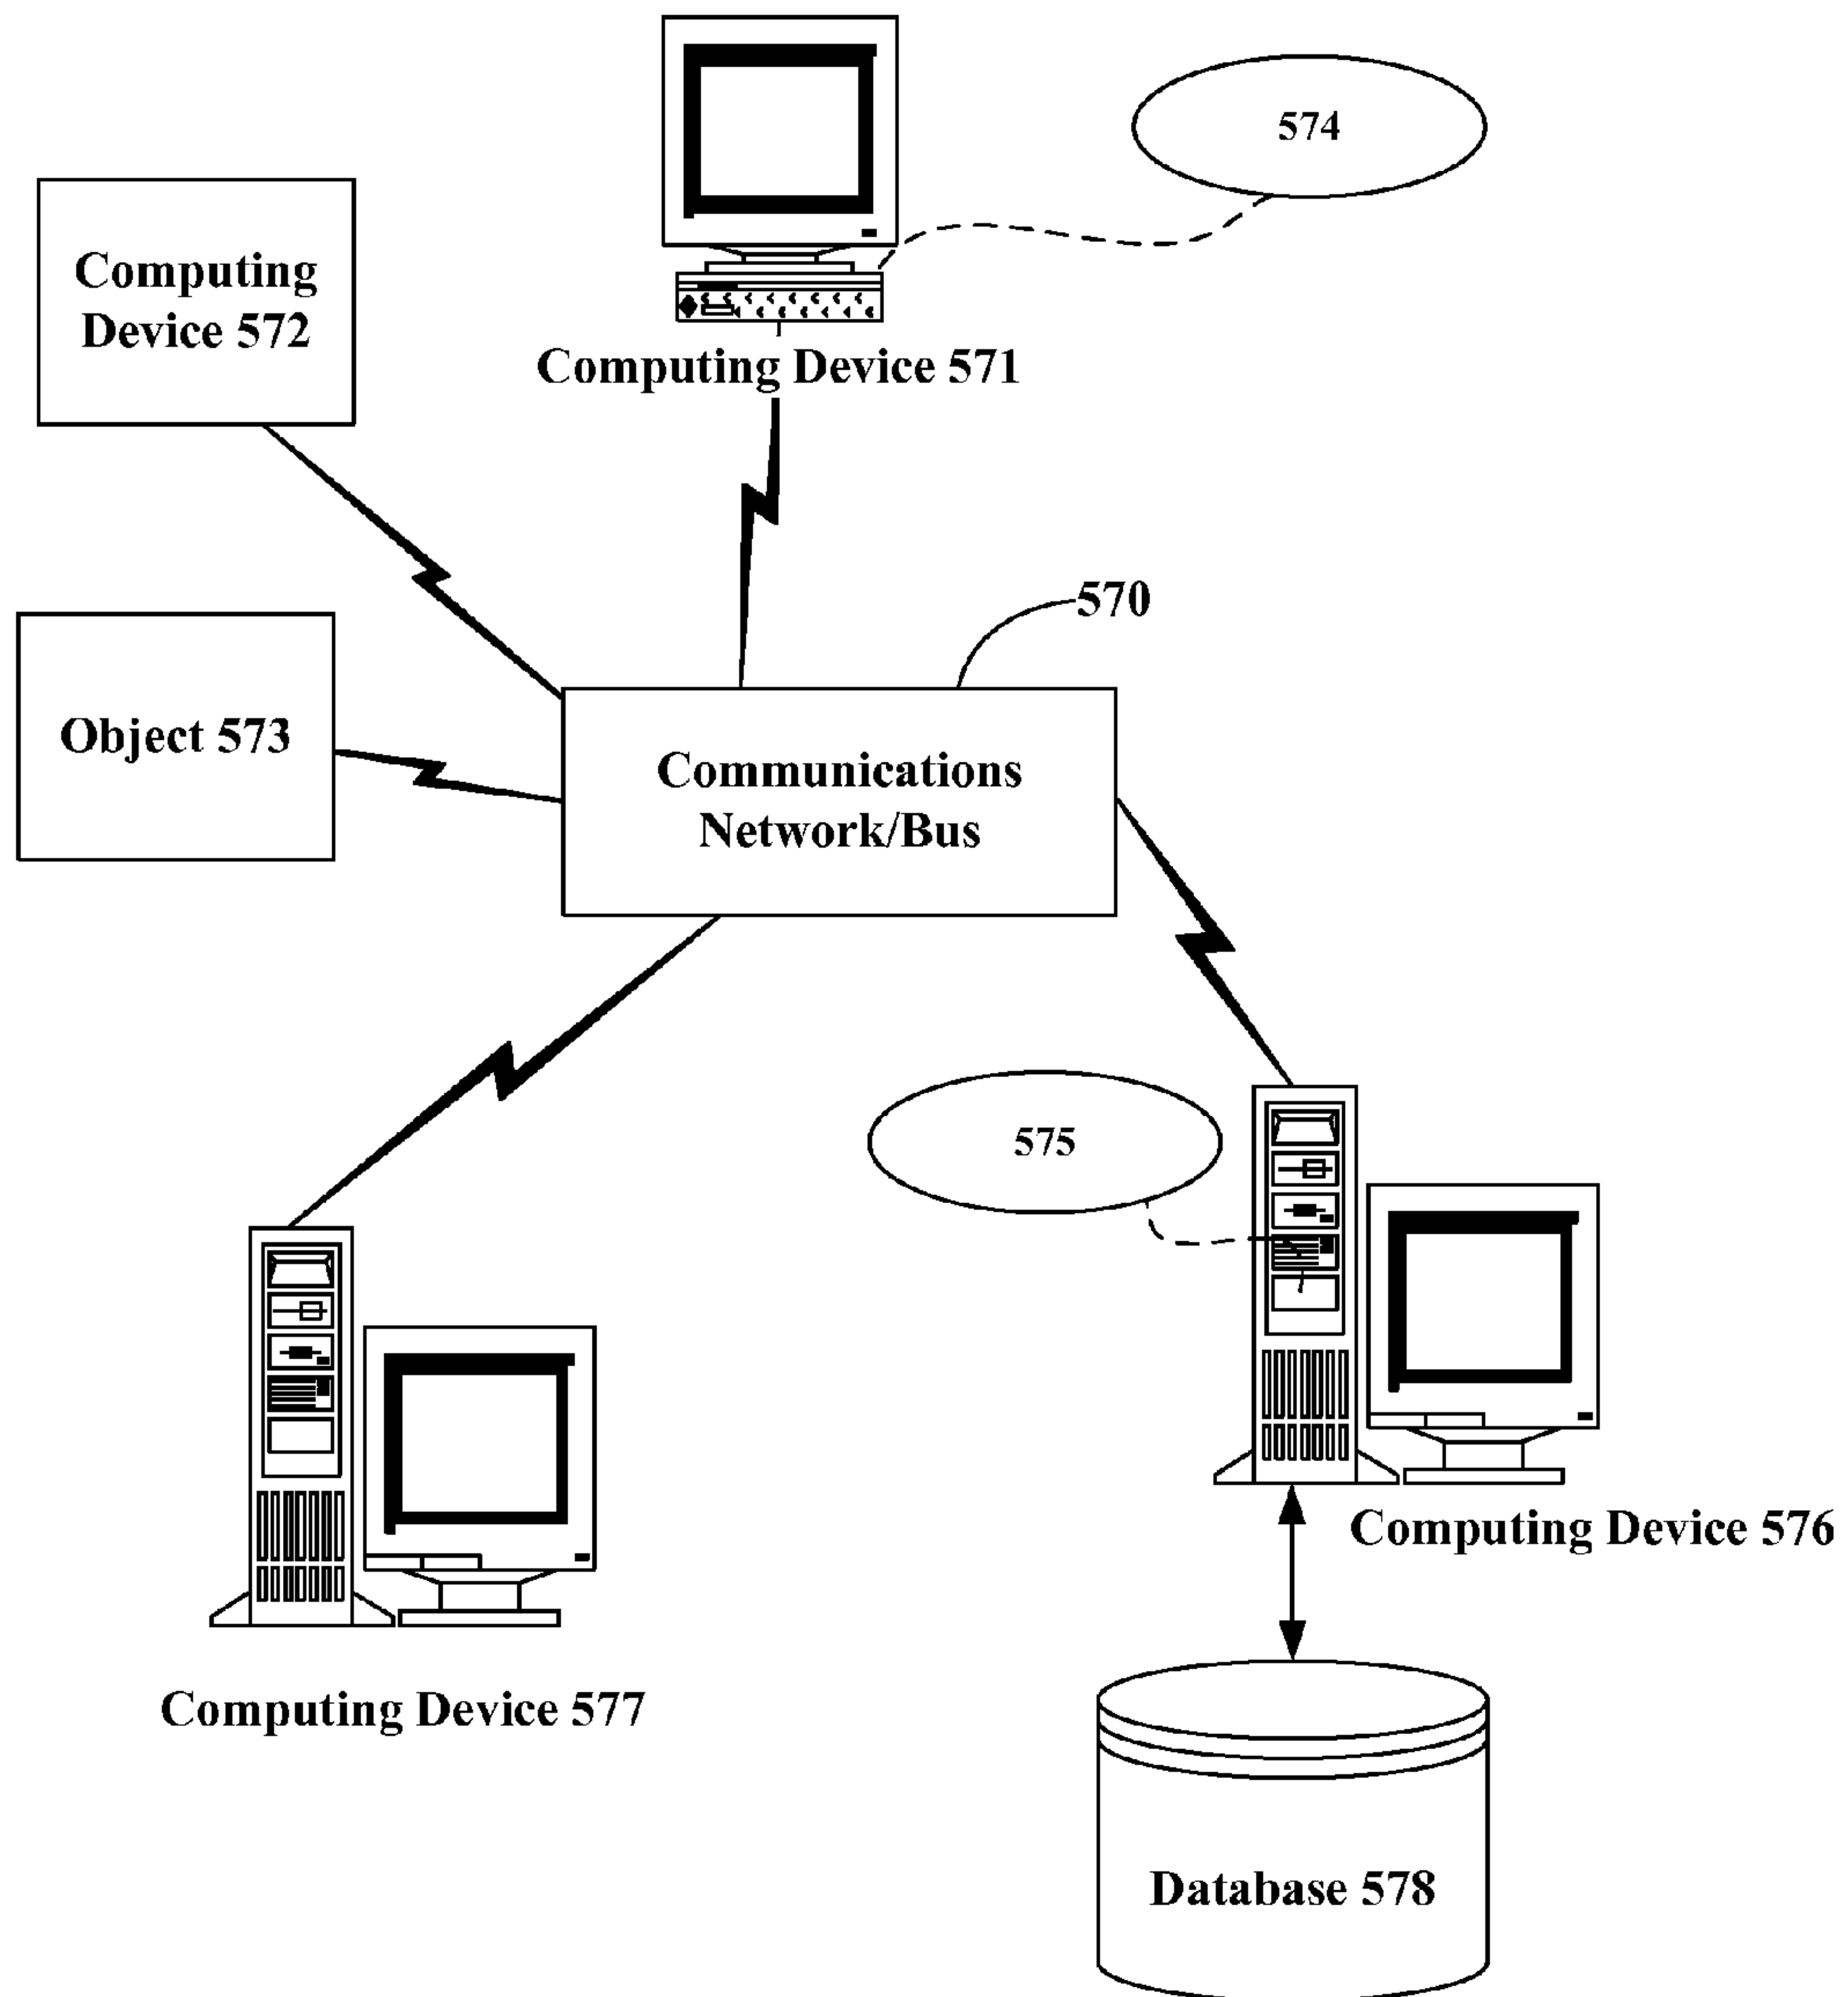 574
Computing
Device 572
Computing Device 571
570
Object 573
Communications
Network/Bus
575
Computing Device 576
Computing Device 577
Database 578